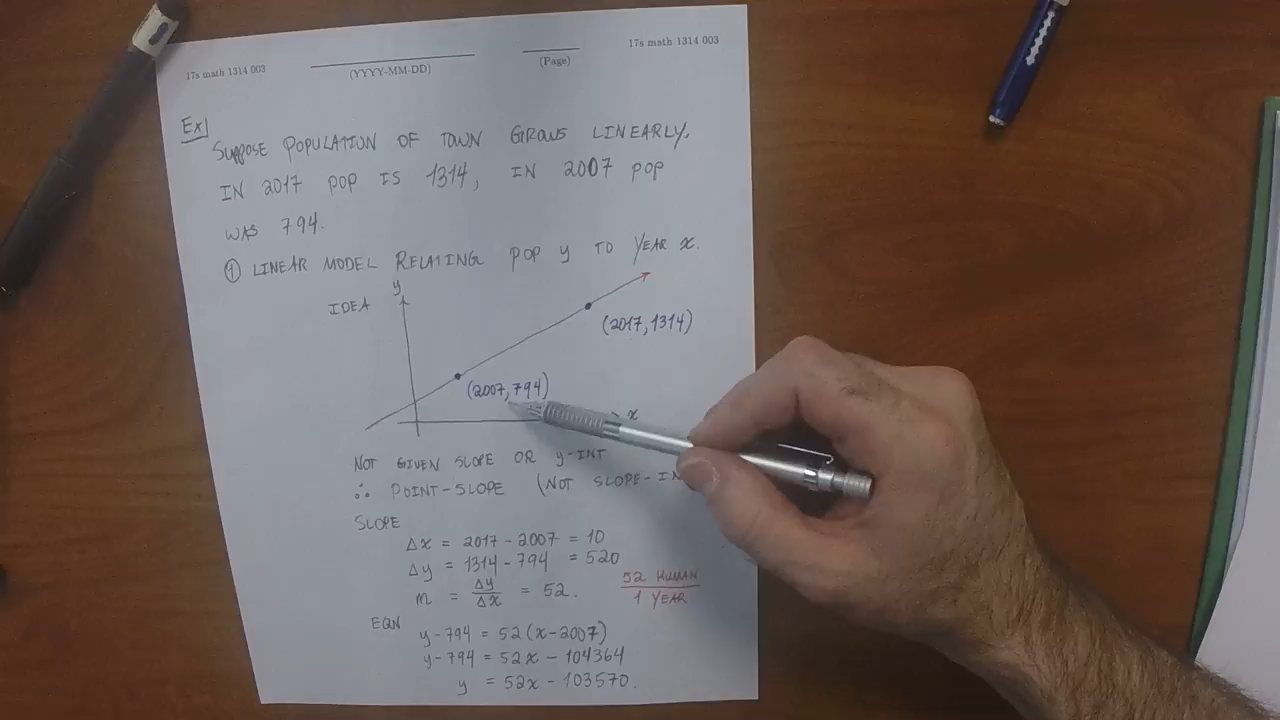 17s math 1314 003
(YYYY-MM-DD)
(Page)
17s math 1314 003
Ex
SUPPOSE POPULATION OF TOWN GROWS LINEARLY.
IN 2017 POP IS 1314, IN 2007 POP
WAS 794.
① LINEAR MODEL RELATING POP y TO YEAR x.
IDEA
y
(2017,1314)
(2007,794)
x
NOT GIVEN SLOPE OR y-INT
∴ POINT-SLOPE (NOT SLOPE-IN
SLOPE
Δx = 2017 - 2007 = 10
Δy = 1314 - 794 = 520
m = Δy/Δx = 52.
52 HUMAN
1 YEAR
EQN
y-794 = 52(x-2007)
y-794 = 52x - 104364
y = 52x - 103570.